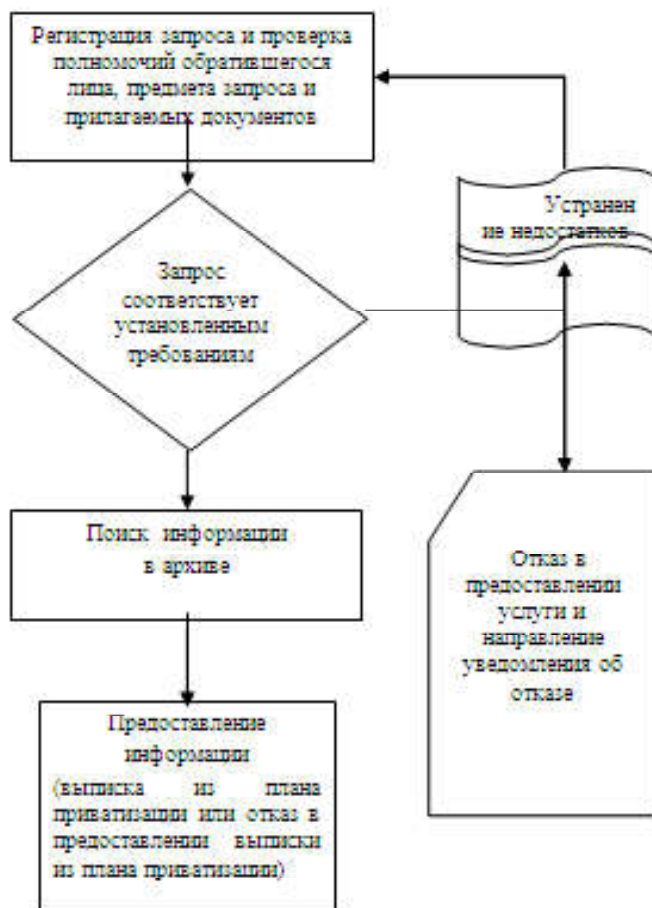 Регистрация запроса и проверка
полномочий обратившегося
лица, предмета запроса и
прилагаемых документов
Устранен
ие недостатков
Запрос
соответствует
установленным
требованиям
Поиск информации
в архиве
Отказ в
предоставлении
услуги и
направление
уведомления об
отказе
Предоставление
информации
(выписка из плана
приватизации или отказ в
предоставлении выписки
из плана приватизации)